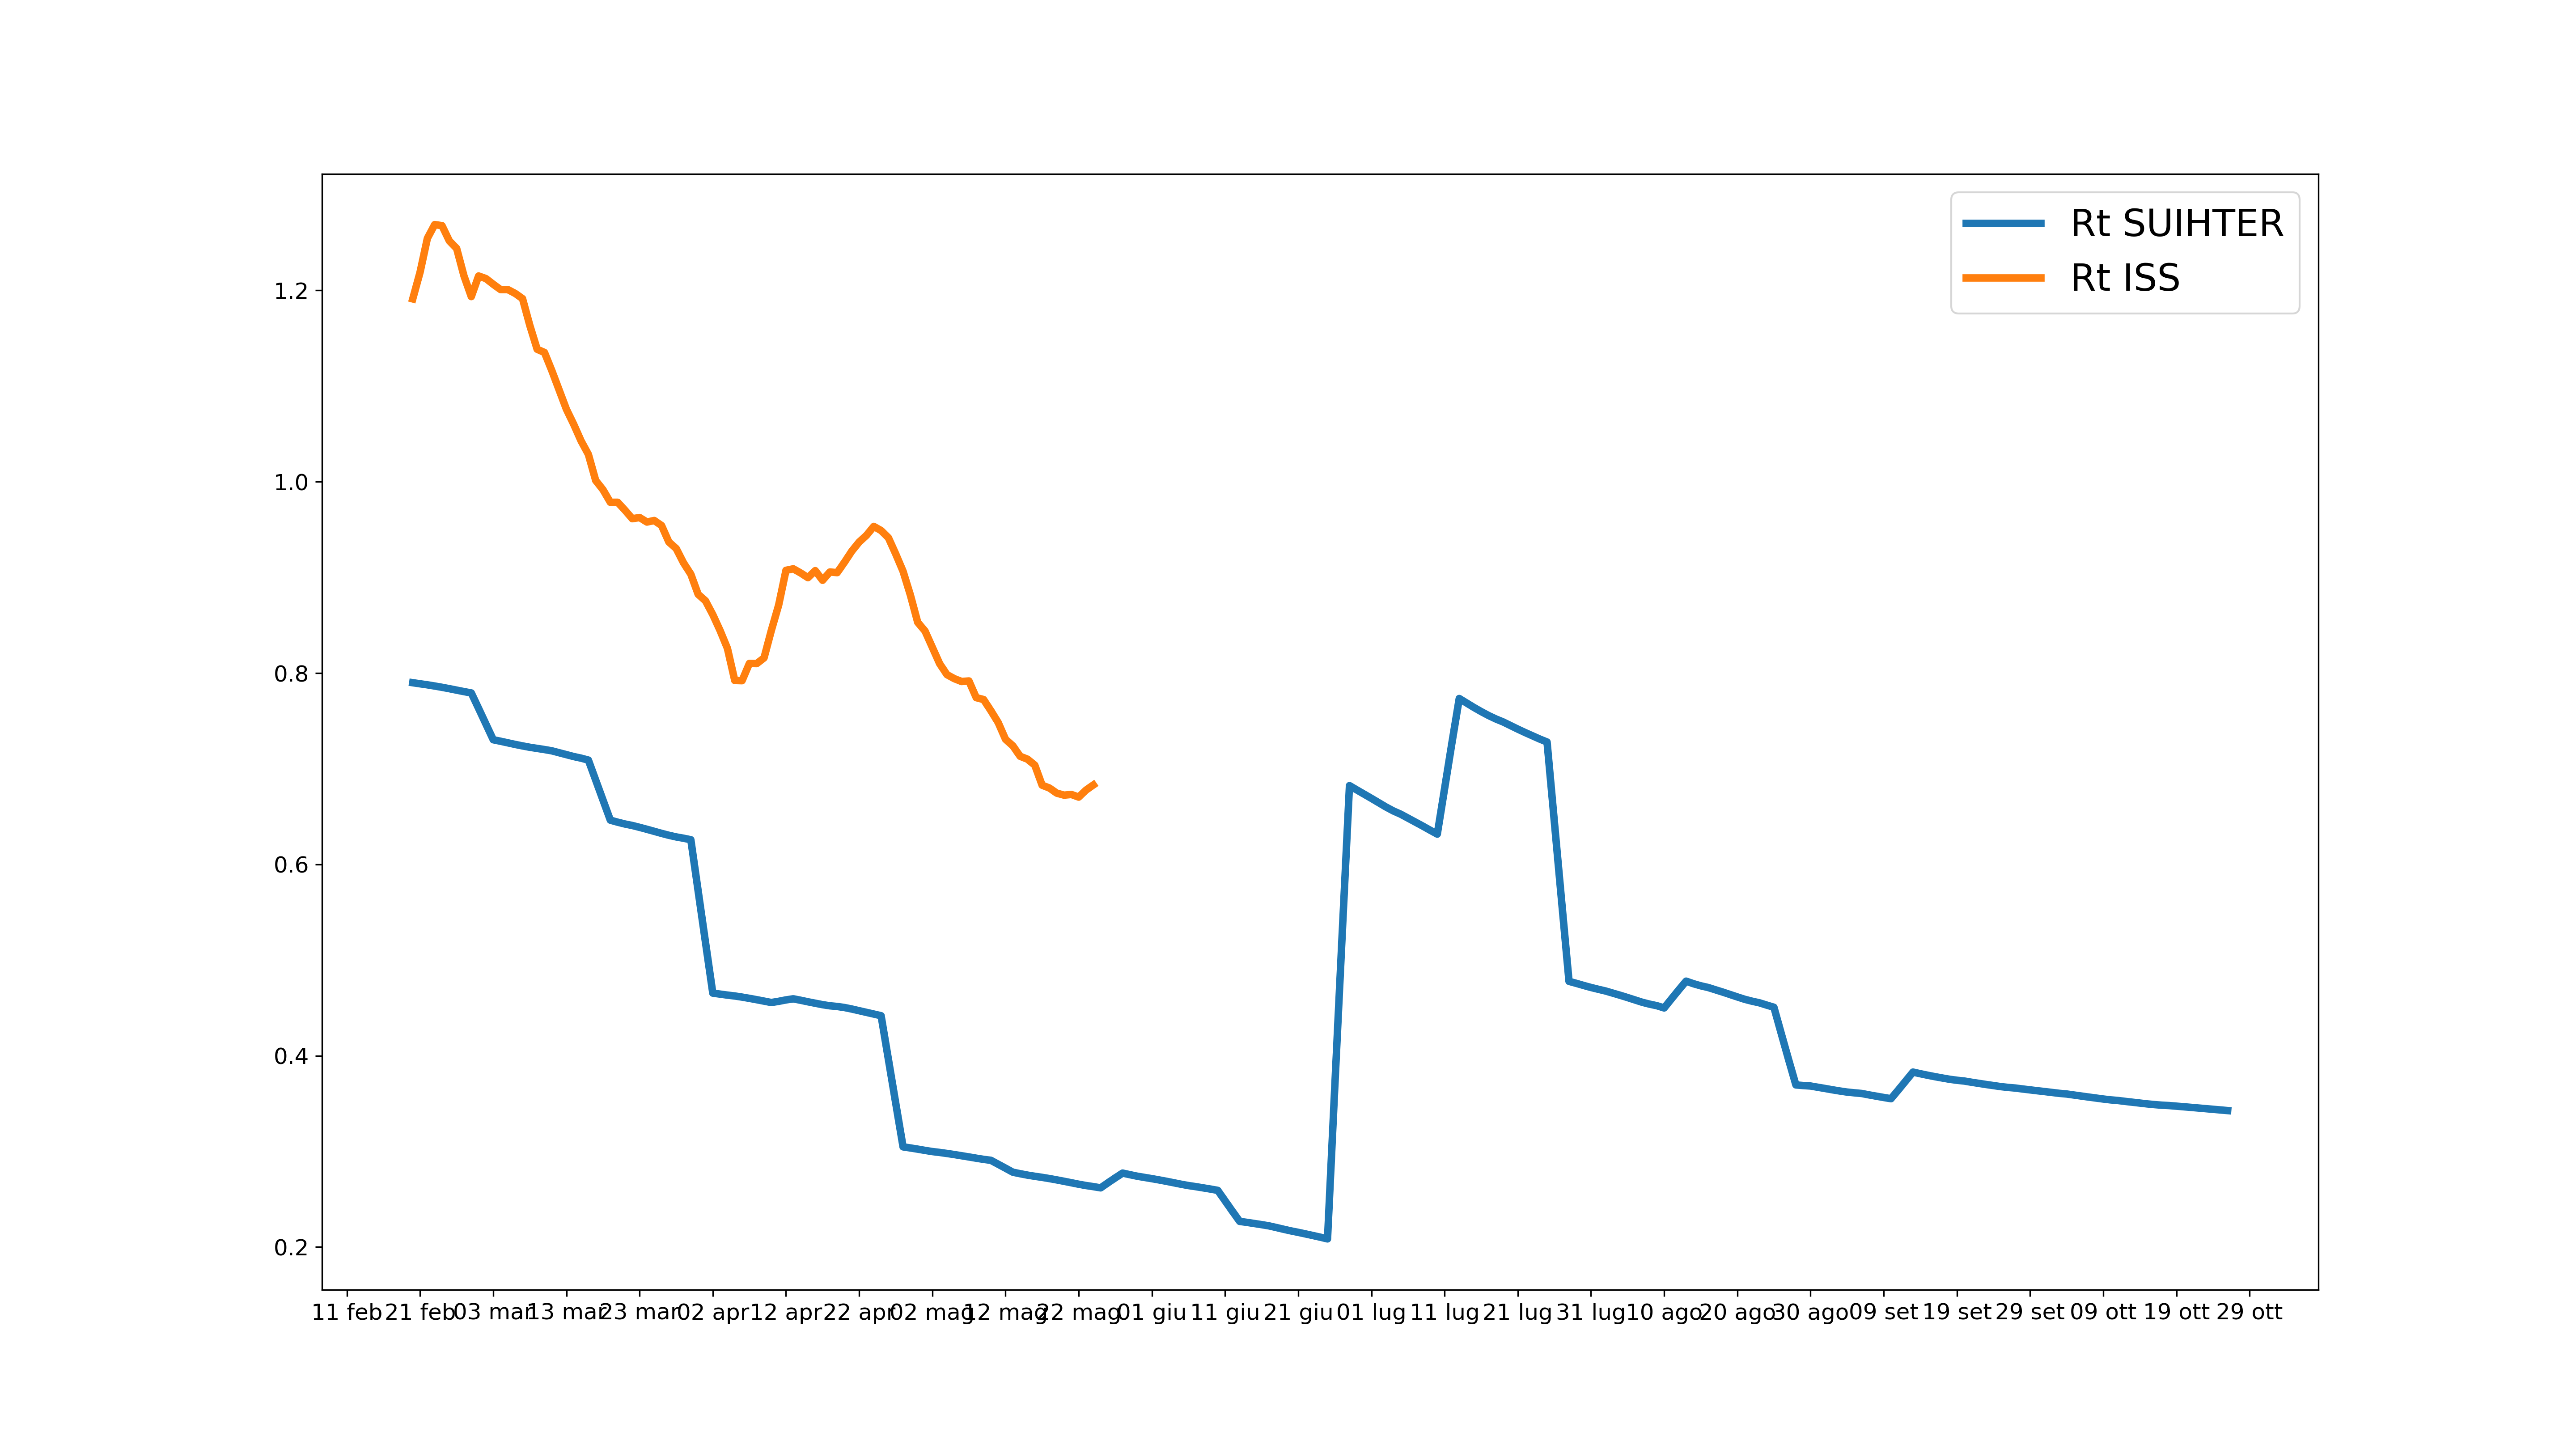 Rt SUIHTER
Rt ISS
1.2
1.0
0.8
0.6
0.4
0.2
11 feb 21 feb 03 mar 13 mar 23 mar 02 apr 12 apr 22 apr 02 mag 12 mag 22 mag 01 giu 11 giu 21 giu 01 lug 11 lug 21 lug 31 lug 10 ago 20 ago 30 ago 09 set 19 set 29 set 09 ott 19 ott 29 ott